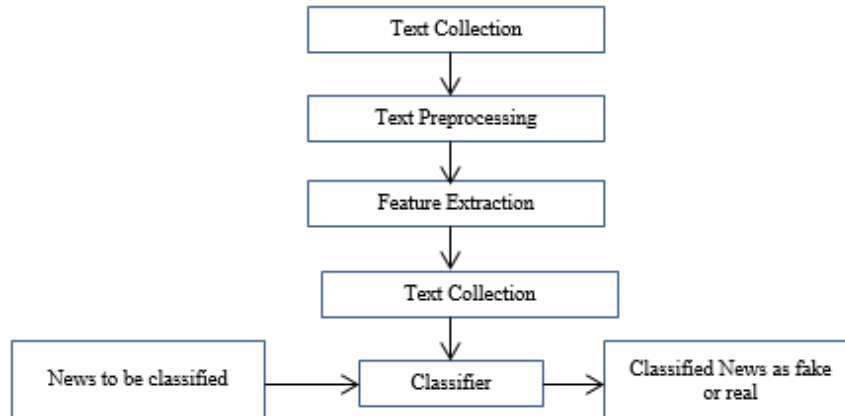 Text Collection
Text Preprocessing
Feature Extraction
Text Collection
News to be classified
Classifier
Classified News as fake
or real